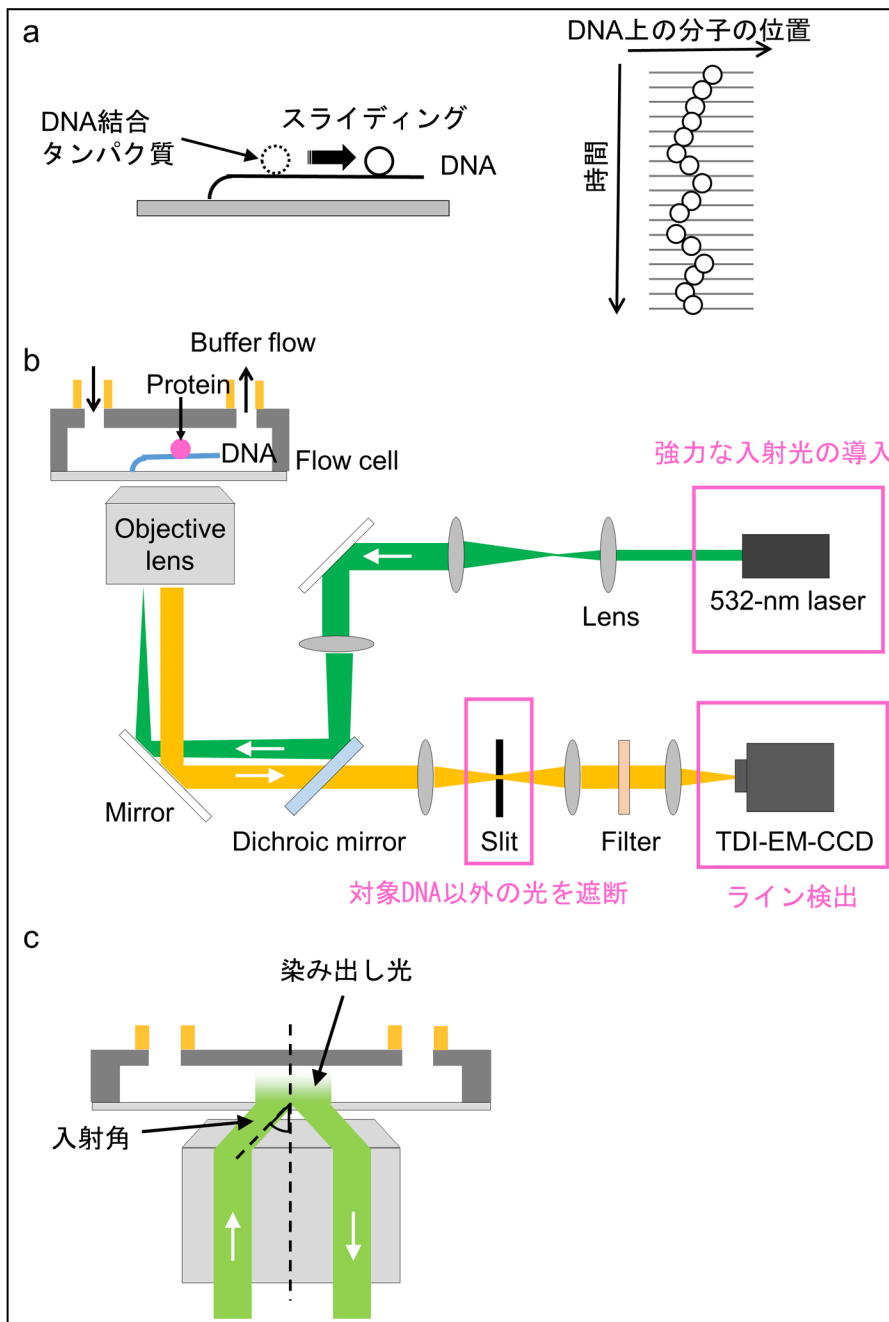 a
DNA上の分子の位置
DNA結合
タンパク質
スライディング
DNA
時間
b
Buffer flow
Protein
DNA
Flow cell
強力な入射光の導入
Objective
lens
Lens
532-nm laser
Mirror
Dichroic mirror
Slit
Filter
TDI-EM-CCD
対象DNA以外の光を遮断
ライン検出
c
染み出し光
入射角